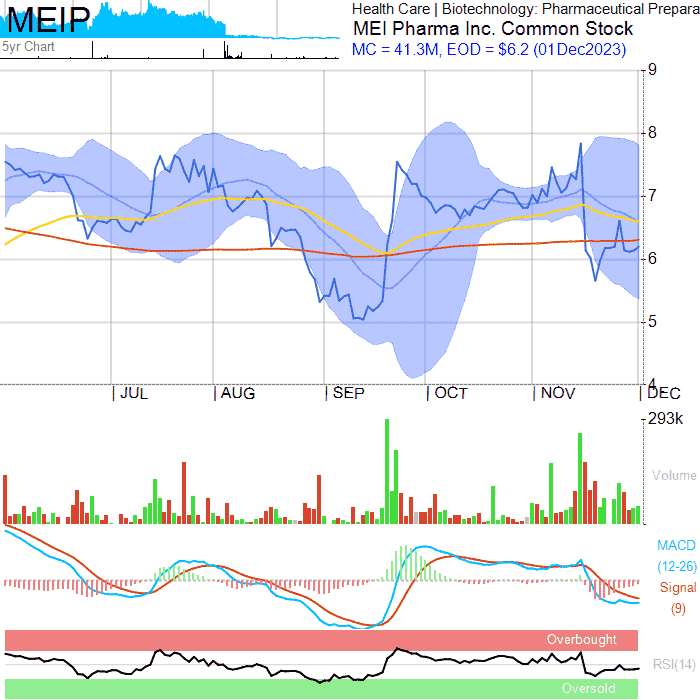 MEIP
5yr Chart
Health Care | Biotechnology: Pharmaceutical Prepara
MEI Pharma Inc. Common Stock
MC = 41.3M, EOD = $6.2 (01Dec2023)
9
8
7
6
5
4
JUL AUG SEP OCT NOV DEC
293k
Volume
MACD
(12-26)
Signal
(9)
Overbought
RSI(14)
Oversold